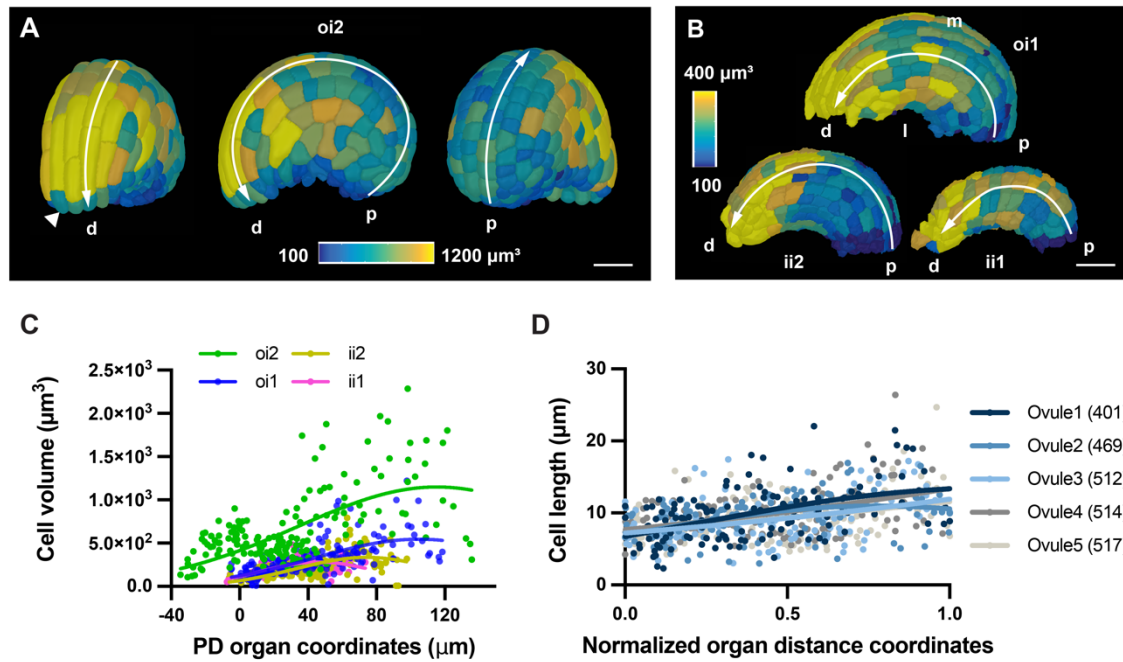 A
oi2
d
d
p
p
100
1200 µm³
B
m
oi1
400 µm³
100
d
l
p
d
ii2
p
d
ii1
p
C
oi2
ii2
oi1
ii1
Cell volume (µm³)
2.5×10³
2.0×10³
1.5×10³
1.0×10³
5.0×10²
0.0
-40
0
40
80
120
PD organ coordinates (µm)
D
Cell length (µm)
30
20
10
0
0.0
0.5
1.0
Normalized organ distance coordinates
Ovule1 (401
Ovule2 (469
Ovule3 (512
Ovule4 (514
Ovule5 (517